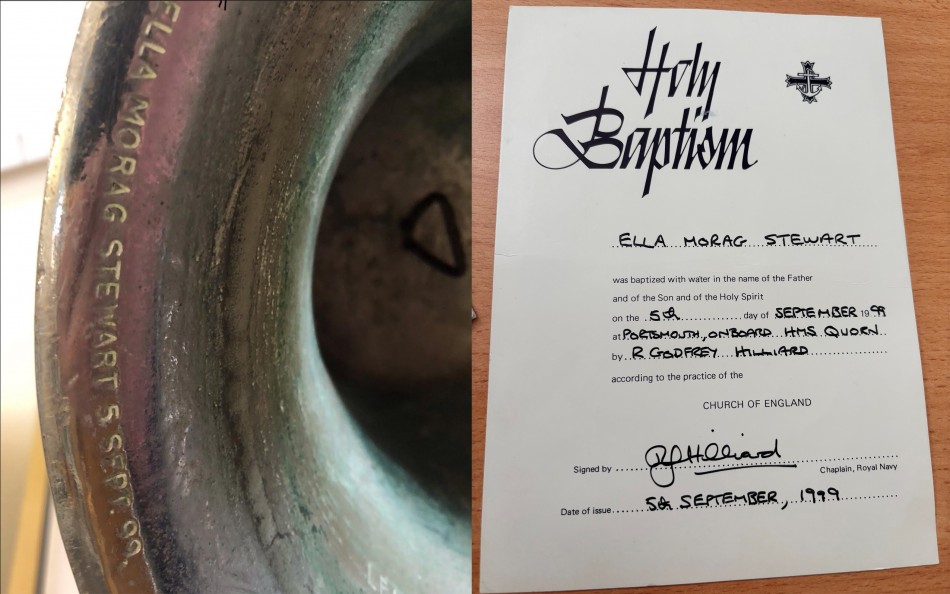 ELLA MORAG STEWART 5 SEPT. 99.
Holy
Baptism
ELLA MORAG STEWART
was baptized with water in the name of the Father
and of the Son and of the Holy Spirit
on the 5th day of SEPTEMBER 1999
at PORTSMOUTH, ONBOARD HMS QUORN
by R GODFREY HILLIARD
according to the practice of the
CHURCH OF ENGLAND
Signed by RG Hilliard Chaplain, Royal Navy
Date of issue 5th SEPTEMBER, 1999